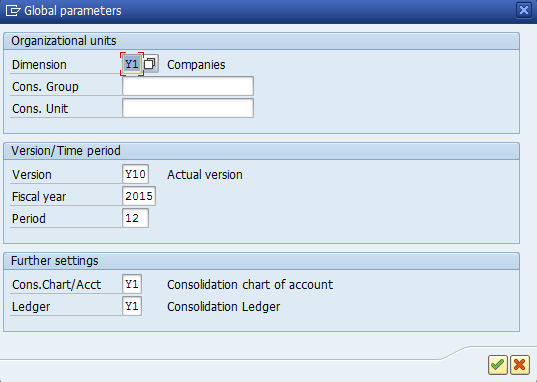 Global parameters
Organizational units
Dimension Y1 Companies
Cons. Group
Cons. Unit
Version/Time period
Version Y10 Actual version
Fiscal year 2015
Period 12
Further settings
Cons.Chart/Acct Y1 Consolidation chart of account
Ledger Y1 Consolidation Ledger